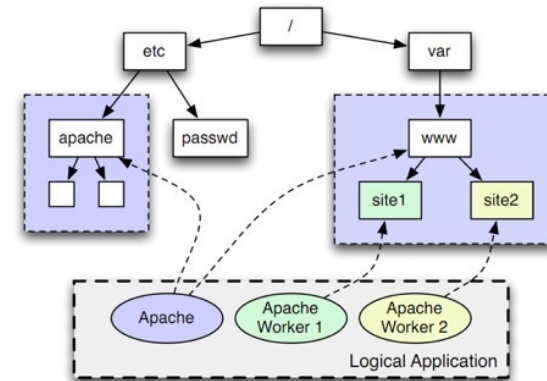 /
etc
var
apache
passwd
www
site1
site2
Apache
Apache
Worker 1
Apache
Worker 2
Logical Application